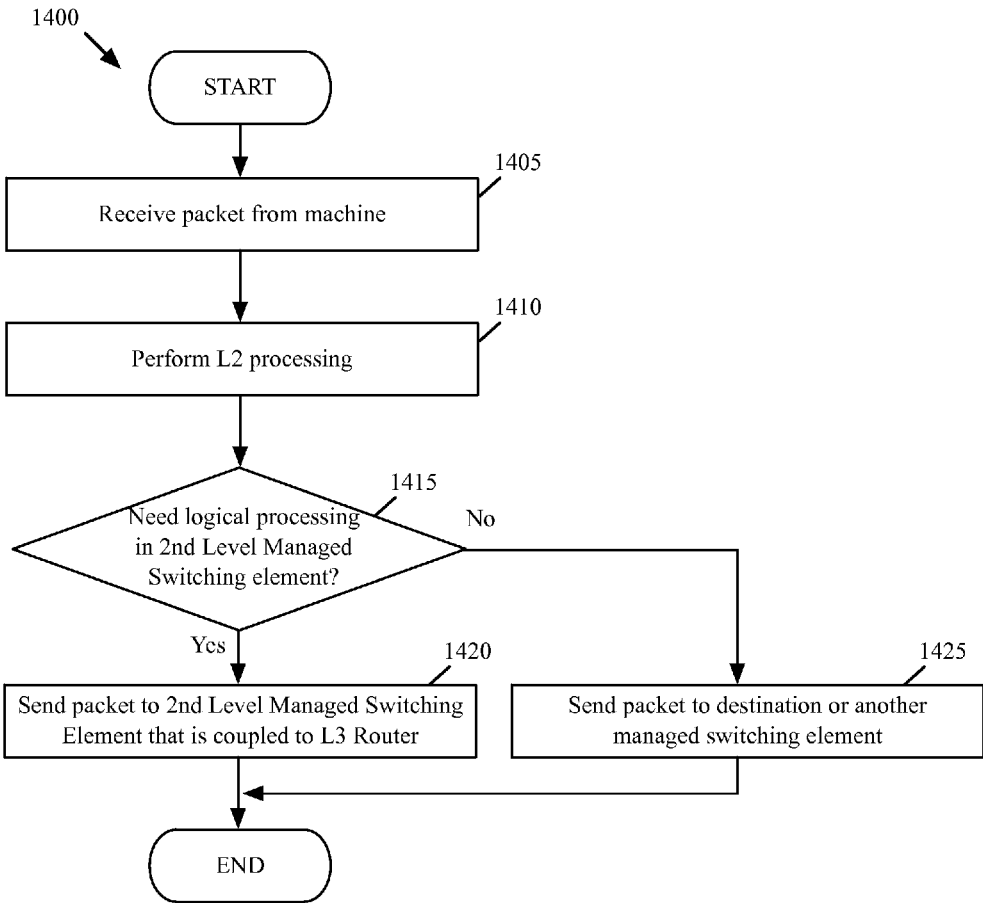 1400
START
1405
Receive packet from machine
1410
Perform L2 processing
1415
Need logical processing
in 2nd Level Managed
Switching element?
No
Yes
1420
Send packet to 2nd Level Managed Switching
Element that is coupled to L3 Router
1425
Send packet to destination or another
managed switching element
END